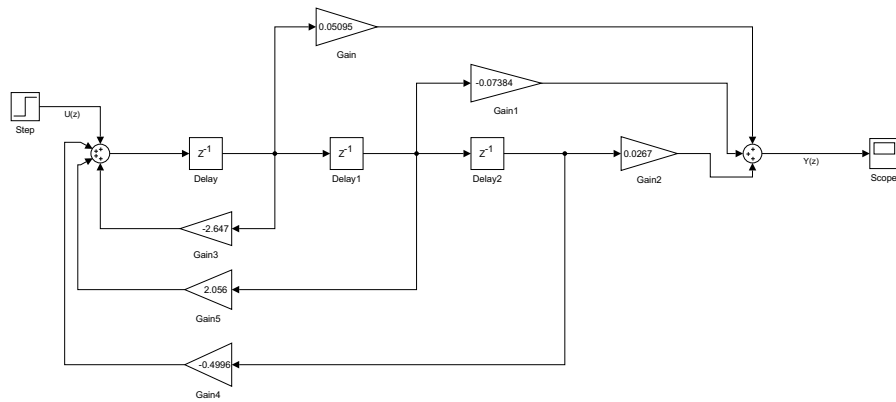 0.05095
Gain
-0.07384
Gain1
Step
U(z)
z-1
Delay
z-1
Delay1
z-1
Delay2
0.0267
Gain2
Y(z)
Scope
-2.647
Gain3
2.056
Gain5
-0.4996
Gain4